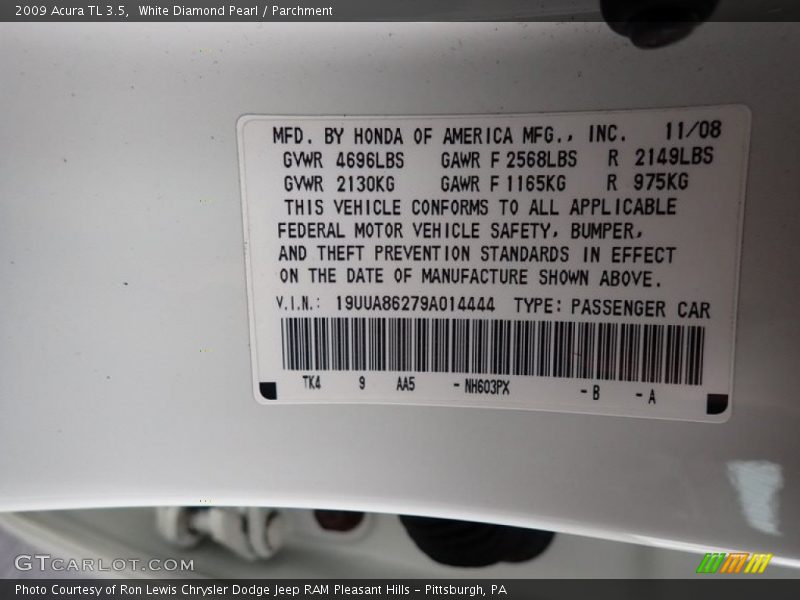 2009 Acura TL 3.5,  White Diamond Pearl / Parchment
MFD. BY HONDA OF AMERICA MFG., INC. 11/08
GVWR 4696LBS GAWR F 2568LBS R 2149LBS
GVWR 2130KG GAWR F 1165KG R 975KG
THIS VEHICLE CONFORMS TO ALL APPLICABLE
FEDERAL MOTOR VEHICLE SAFETY, BUMPER,
AND THEFT PREVENTION STANDARDS IN EFFECT
ON THE DATE OF MANUFACTURE SHOWN ABOVE.
V.I.N.: 19UUA86279A014444 TYPE: PASSENGER CAR
TK4 9 AA5 -NH603PX -B -A
GTCARLOT.COM
Photo Courtesy of Ron Lewis Chrysler Dodge Jeep RAM Pleasant Hills - Pittsburgh, PA